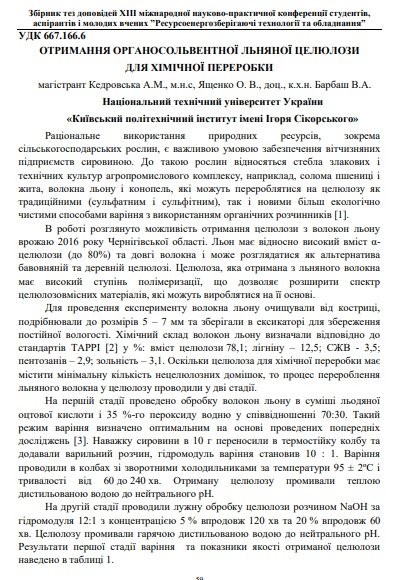 Збірник тез доповідей XIII міжнародної науково-практичної конференції студентів,
аспірантів і молодих вчених "Ресурсоенергозберігаючі технології та обладнання"
УДК 667.166.6
ОТРИМАННЯ ОРГАНОСОЛЬВЕНТНОЇ ЛЬНЯНОЇ ЦЕЛЮЛОЗИ
ДЛЯ ХІМІЧНОЇ ПЕРЕРОБКИ
магістрант Кедровська А.М., м.н.с, Ященко О. В., доц., к.х.н. Барбаш В.А.
Національний технічний університет України
«Київський політехнічний інститут імені Ігоря Сікорського»
Раціональне використання природних ресурсів, зокрема
сільськогосподарських рослин, є важливою умовою забезпечення вітчизняних
підприємств сировиною. До такою рослин відносяться стебла злакових і
технічних культур агропромислового комплексу, наприклад, солома пшениці і
жита, волокна льону і конопель, які можуть перероблятися на целюлозу як
традиційними (сульфатним і сульфітним), так і новими більш екологічно
чистими способами варіння з використанням органічних розчинників [1].
В роботі розглянуто можливість отримання целюлози з волокон льону
врожаю 2016 року Чернігівської області. Льон має відносно високий вміст α-
целюлози (до 80%) та довгі волокна і може розглядатися як альтернатива
бавовняній та деревній целюлозі. Целюлоза, яка отримана з льняного волокна
має високий ступінь полімеризації, що дозволяє розширити спектр
целюлозовмісних матеріалів, які можуть вироблятися на її основі.
Для проведення експерименту волокна льону очищували від костриці,
подрібнювали до розмірів 5 – 7 мм та зберігали в ексикаторі для збереження
постійної вологості. Хімічний склад волокон льону визначали відповідно до
стандартів TAPPI [2] у %: вміст целюлози 78,1; лігніну – 12,5; СЖВ - 3,5;
пентозанів – 2,9; зольність – 3,1. Оскільки целюлоза для хімічної переробки має
містити мінімальну кількість нецелюлозних домішок, то процес перероблення
льняного волокна у целюлозу проводили у дві стадії.
На першій стадії проведено обробку волокон льону в суміші льодяної
оцтової кислоти і 35 %-го пероксиду водню у співвідношенні 70:30. Такий
режим варіння визначено оптимальним на основі проведених попередніх
досліджень [3]. Наважку сировини в 10 г переносили в термостійку колбу та
додавали варильний розчин, гідромодуль варіння становив 10 : 1. Варіння
проводили в колбах зі зворотними холодильниками за температури 95 ± 2°С і
тривалості від 60 до 240 хв. Отриману целюлозу промивали теплою
дистильованою водою до нейтрального рН.
На другій стадії проводили лужну обробку целюлози розчином NaOH за
гідромодуля 12:1 з концентрацією 5 % впродовж 120 хв та 20 % впродовж 60
хв. Целюлозу промивали гарячою дистильованою водою до нейтрального рН.
Результати першої стадії варіння та показники якості отриманої целюлози
наведено в таблиці 1.